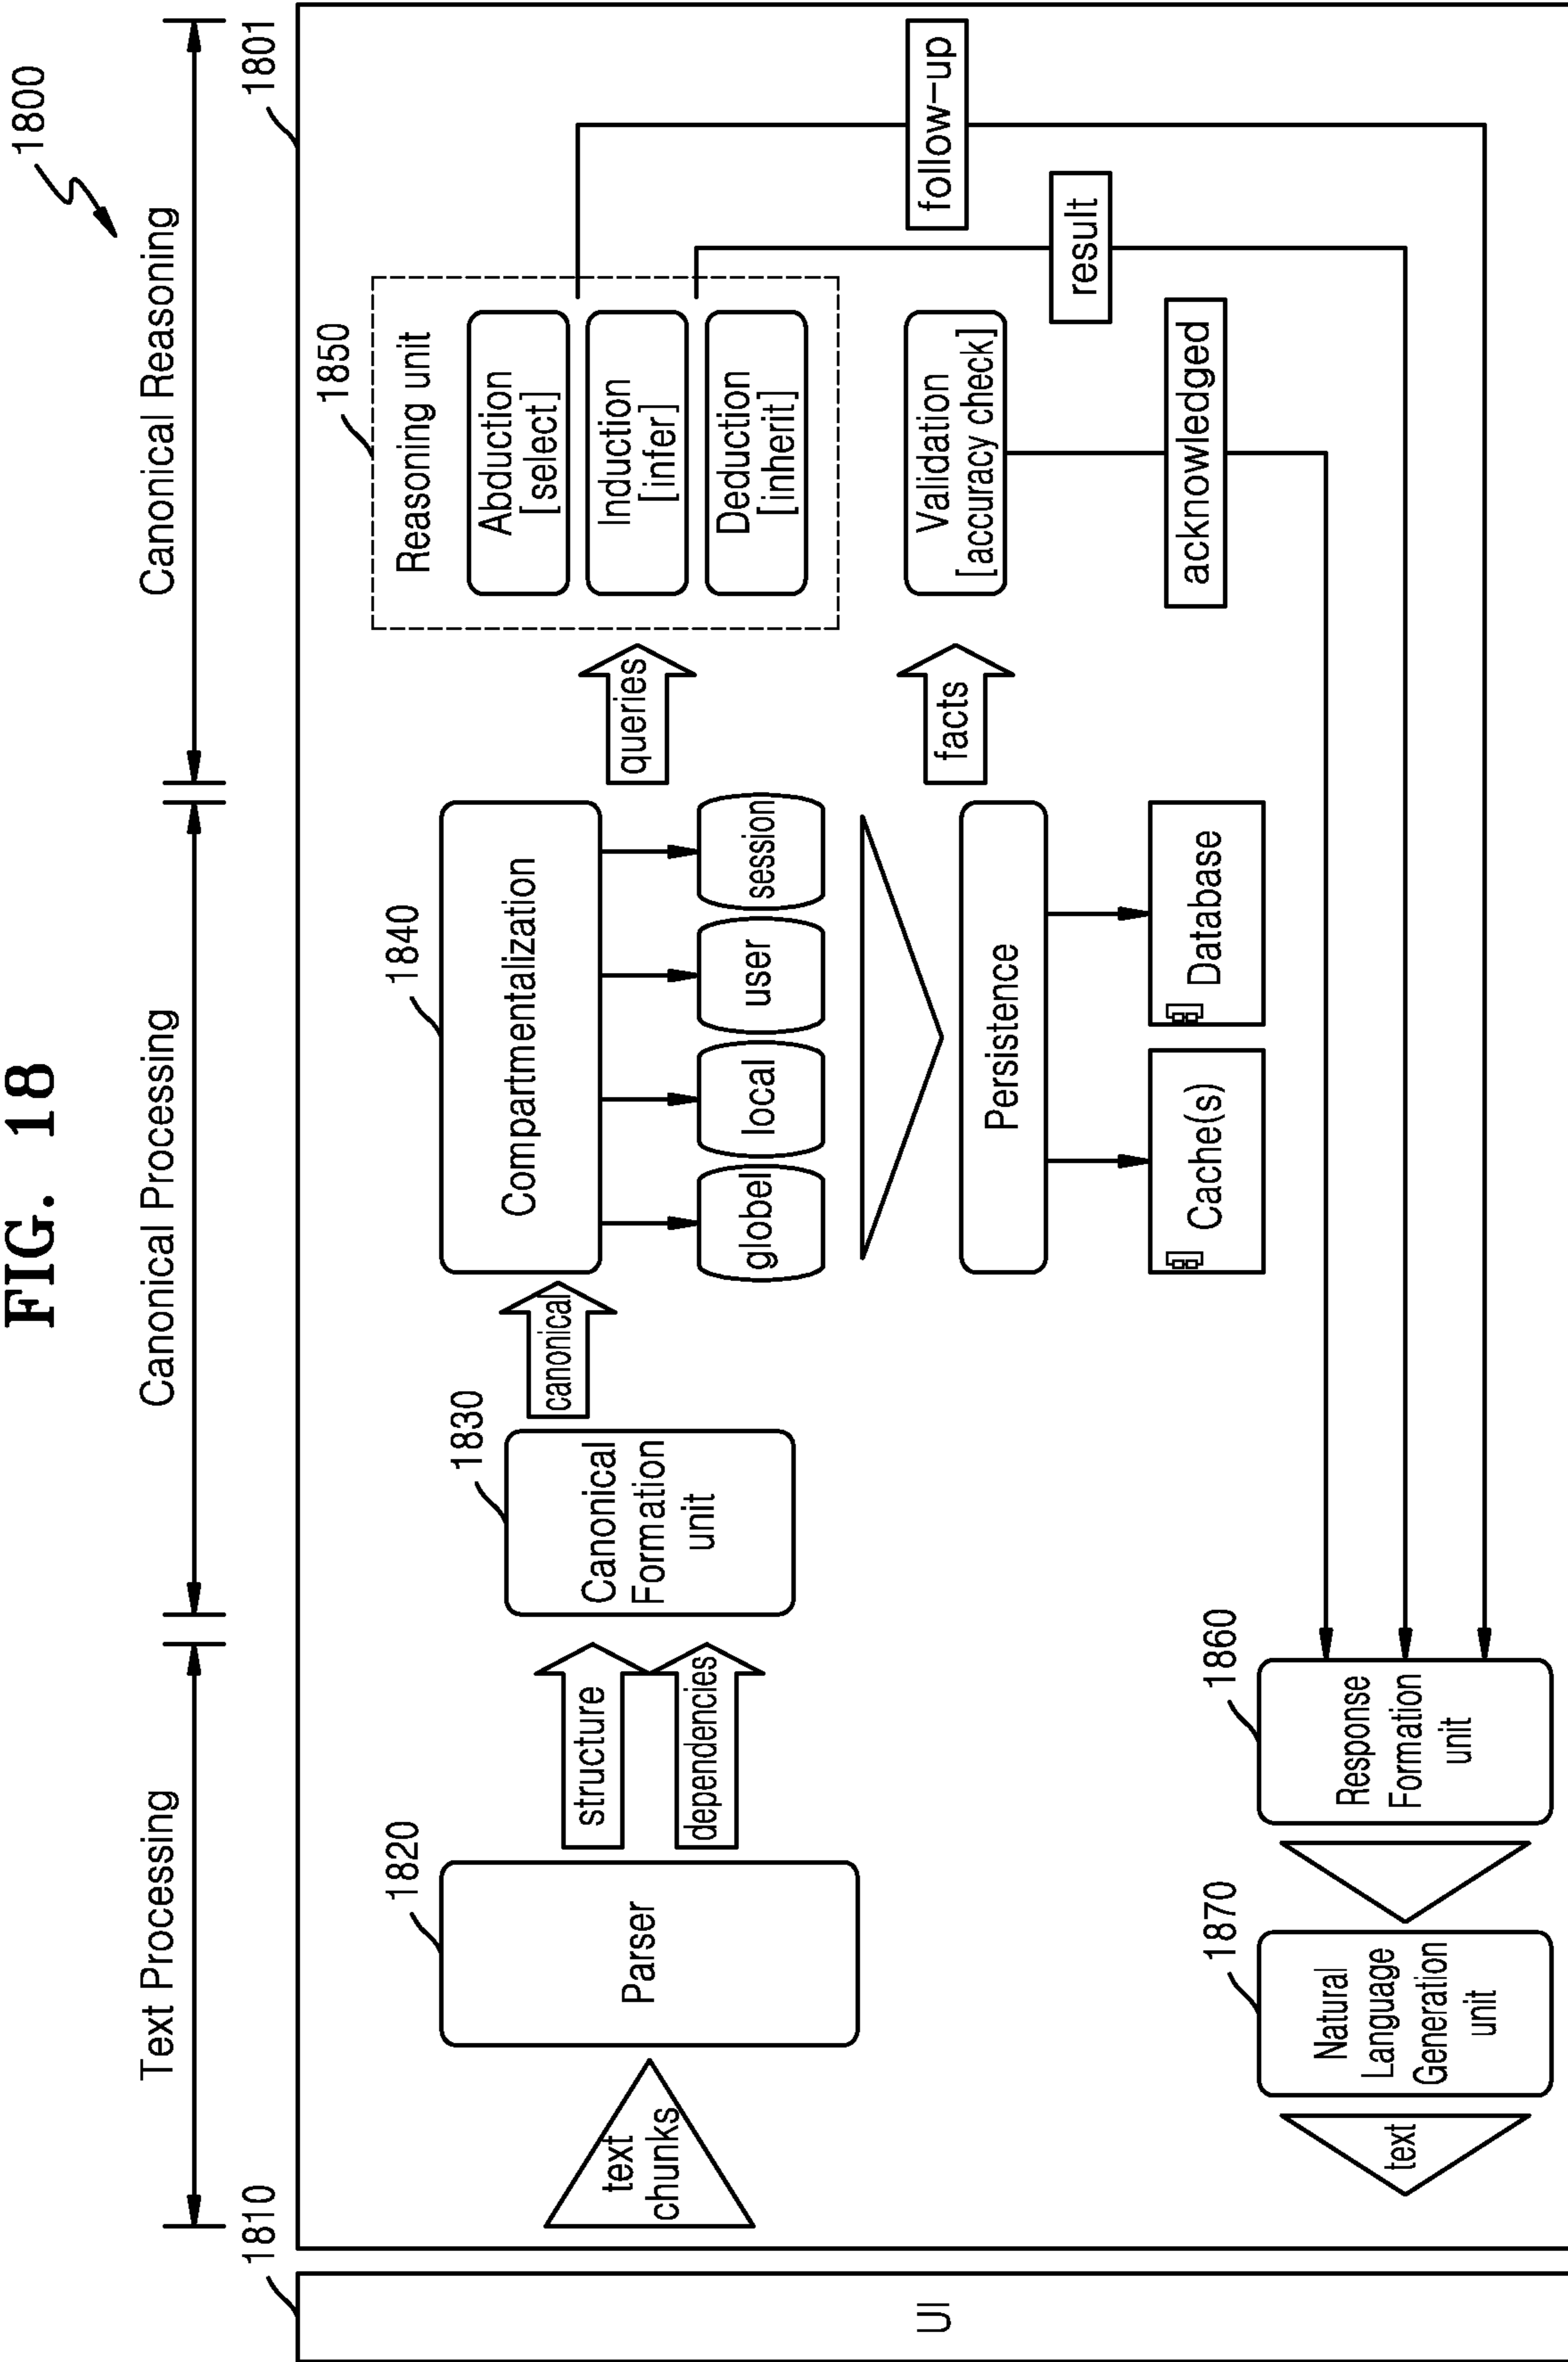 FIG. 18
1800
Text Processing
Canonical Processing
Canonical Reasoning
1810
1801
UI
text
chunks
1820
Parser
structure
dependencies
1830
Canonical
Formation
unit
canonical
1840
Compartmentalization
globel
local
user
session
Persistence
Cache(s)
Database
queries
facts
1850
Reasoning unit
Abduction
[select]
Induction
[infer]
Deduction
[inherit]
Validation
[accuracy check]
follow-up
result
acknowledged
1860
Response
Formation
unit
1870
Natural
Language
Generation
unit
text